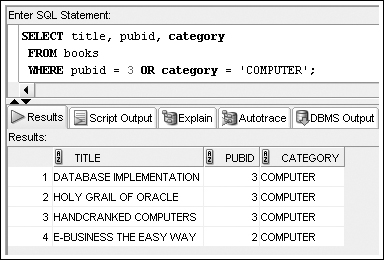 Enter SQL Statement:
SELECT title, pubid, category
FROM books
WHERE pubid = 3 OR category = 'COMPUTER';
Results Script Output Explain Autotrace DBMS Output
Results:
TITLE PUBID CATEGORY
1 DATABASE IMPLEMENTATION 3 COMPUTER
2 HOLY GRAIL OF ORACLE 3 COMPUTER
3 HANDCRANKED COMPUTERS 3 COMPUTER
4 E-BUSINESS THE EASY WAY 2 COMPUTER